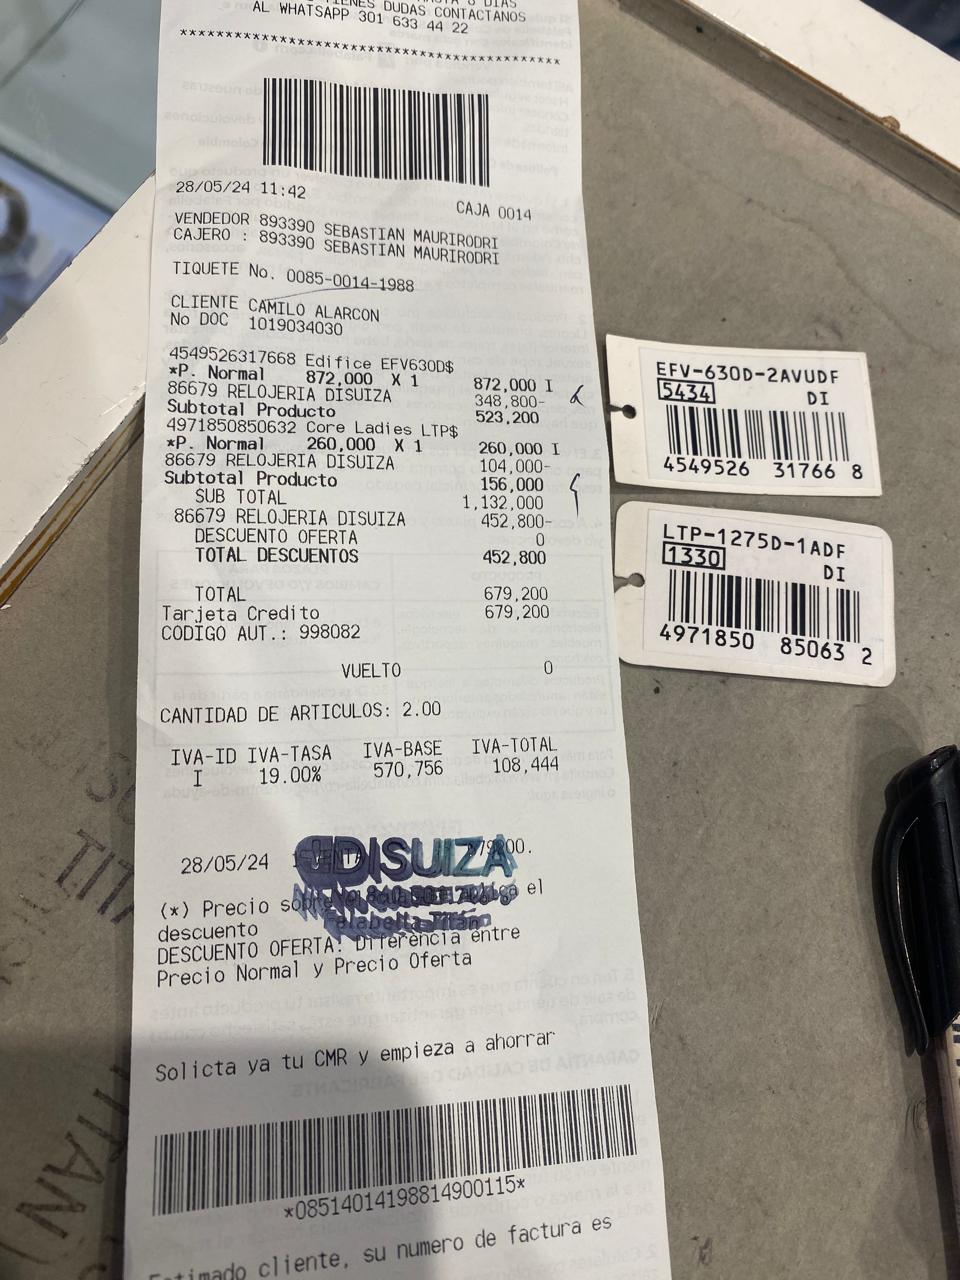 TIENES DUDAS CONTACTANOS
AL WHATSAPP 301 633 44 22
****************************************
28/05/24 11:42
CAJA 0014
VENDEDOR 893390 SEBASTIAN MAURIRODRI
CAJERO : 893390 SEBASTIAN MAURIRODRI
TIQUETE No. 0085-0014-1988
CLIENTE CAMILO ALARCON
No DOC 1019034030
4549526317668 Edifice EFV630D$
*P. Normal 872,000 X 1 872,000 I
86679 RELOJERIA DISUIZA 348,800-
Subtotal Producto 523,200
4971850850632 Core Ladies LTP$
*P. Normal 260,000 X 1 260,000 I
86679 RELOJERIA DISUIZA 104,000-
Subtotal Producto 156,000
SUB TOTAL 1,132,000
86679 RELOJERIA DISUIZA 452,800-
DESCUENTO OFERTA 0
TOTAL DESCUENTOS 452,800
TOTAL 679,200
Tarjeta Credito 679,200
CODIGO AUT.: 998082
VUELTO 0
CANTIDAD DE ARTICULOS: 2.00
IVA-ID IVA-TASA IVA-BASE IVA-TOTAL
I 19.00% 570,756 108,444
28/05/24
DISUIZA
Falabella Titán
(*) Precio sobre el
descuento
DESCUENTO OFERTA: Diferencia entre
Precio Normal y Precio Oferta
Solicta ya tu CMR y empieza a ahorrar
*08514014198814900115*
Estimado cliente, su numero de factura es
EFV-630D-2AVUDF
5434 DI
4549526 31766 8
LTP-1275D-1ADF
1330 DI
4971850 85063 2